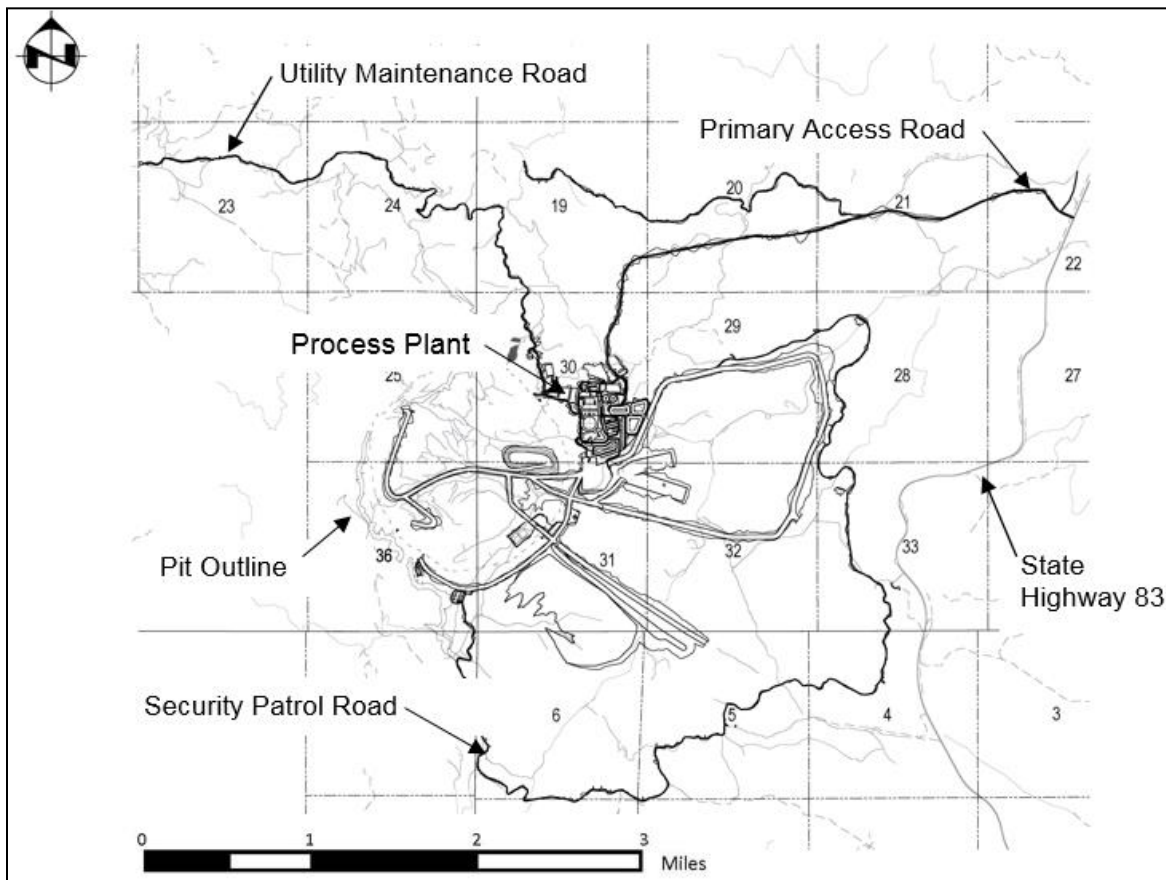 N
Utility Maintenance Road
Primary Access Road
20
21
23
24
19
22
29
Process Plant
30
25
28
27
Pit Outline
36
31
32
33
State
Highway 83
Security Patrol Road
6
5
4
3
0
1
2
3
Miles